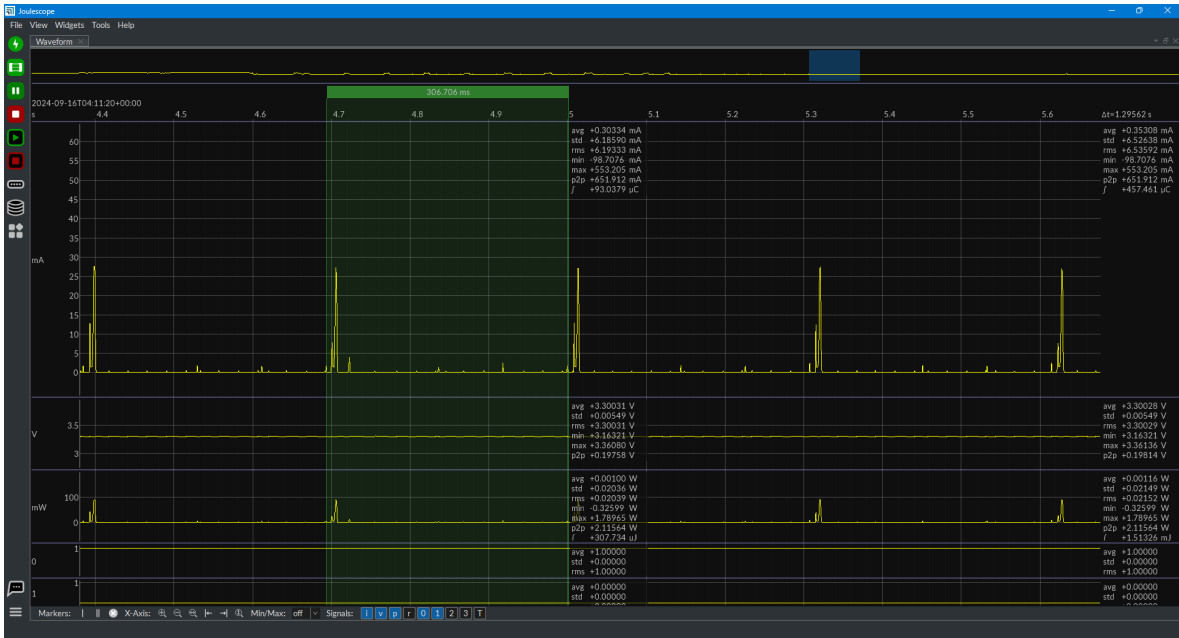 Joulescope
File View Widgets Tools Help
Waveform
306.706 ms
2024-09-16T04:11:20+00:00
s 4.4 4.5 4.6 4.7 4.8 4.9 5 5.1 5.2 5.3 5.4 5.5 5.6 Δt=1.29562 s
mA
60
55
50
45
40
35
30
25
20
15
10
5
0
avg +0.30334 mA
std +6.18590 mA
rms +6.19333 mA
min -98.7076 mA
max +553.205 mA
p2p +651.912 mA
∫ +93.0379 µC
avg +0.35308 mA
std +6.52638 mA
rms +6.53592 mA
min -98.7076 mA
max +553.205 mA
p2p +651.912 mA
∫ +457.461 µC
V
3.5
3
avg +3.30031 V
std +0.00549 V
rms +3.30031 V
min +3.16321 V
max +3.36080 V
p2p +0.19758 V
avg +3.30028 V
std +0.00549 V
rms +3.30029 V
min +3.16321 V
max +3.36136 V
p2p +0.19814 V
mW
100
0
avg +0.00100 W
std +0.02036 W
rms +0.02039 W
min -0.32599 W
max +1.78965 W
p2p +2.11564 W
∫ +307.734 µJ
avg +0.00116 W
std +0.02149 W
rms +0.02152 W
min -0.32599 W
max +1.78965 W
p2p +2.11564 W
∫ +1.51326 mJ
0
1
avg +1.00000
std +0.00000
rms +1.00000
avg +1.00000
std +0.00000
rms +1.00000
1
1
avg +0.00000
std +0.00000
avg +0.00000
std +0.00000
Markers: X-Axis: Min/Max: off Signals: i v p r 0 1 2 3 T